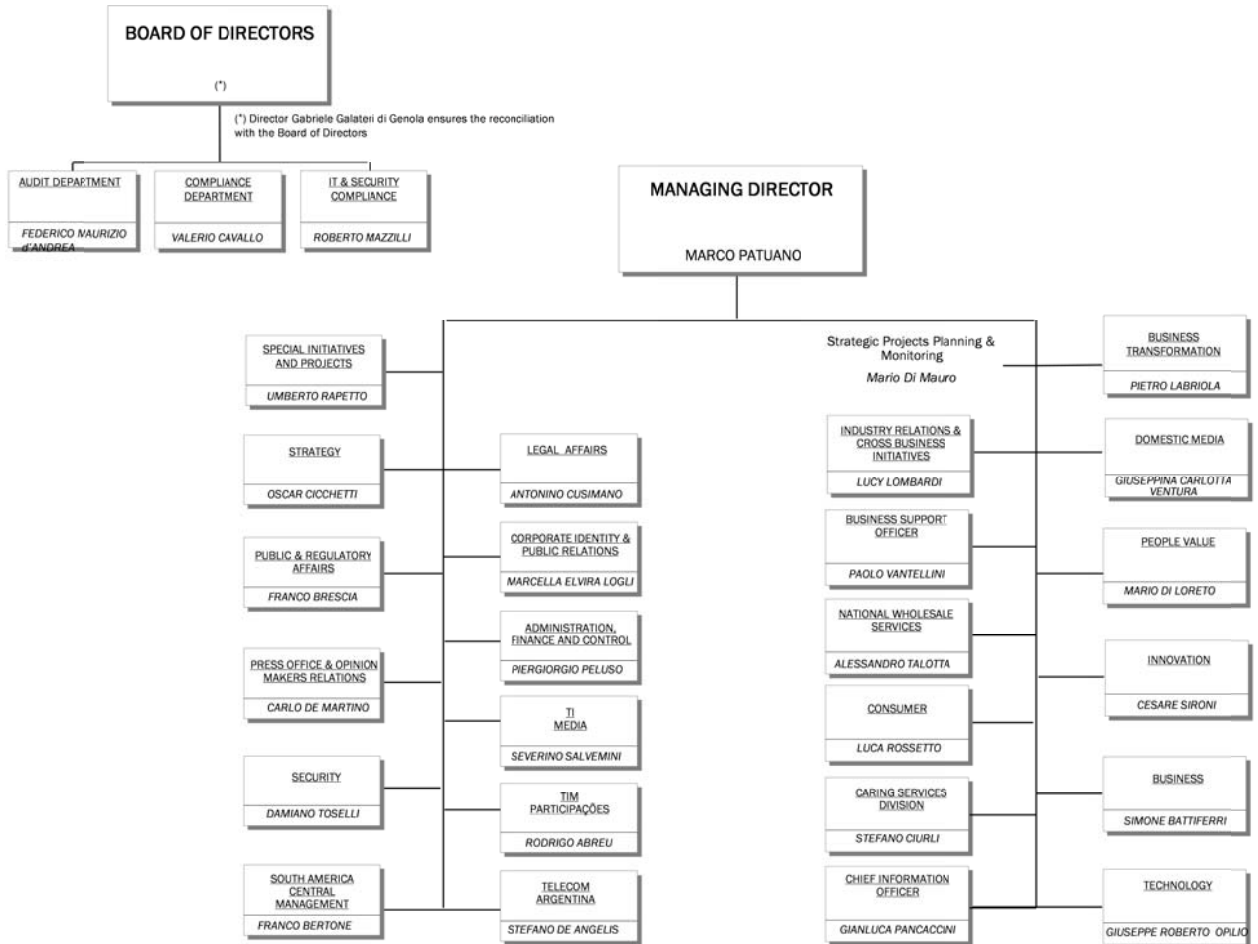 BOARD OF DIRECTORS
(*)
(*) Director Gabriele Galateri di Genola ensures the reconciliation
with the Board of Directors
AUDIT DEPARTMENT
FEDERICO MAURIZIO
d'ANDREA
COMPLIANCE
DEPARTMENT
VALERIO CAVALLO
IT & SECURITY
COMPLIANCE
ROBERTO MAZZILLI
MANAGING DIRECTOR
MARCO PATUANO
SPECIAL INITIATIVES
AND PROJECTS
UMBERTO RAPETTO
STRATEGY
OSCAR CICCHETTI
PUBLIC & REGULATORY
AFFAIRS
FRANCO BRESCIA
PRESS OFFICE & OPINION
MAKERS RELATIONS
CARLO DE MARTINO
SECURITY
DAMIANO TOSELLI
SOUTH AMERICA
CENTRAL
MANAGEMENT
FRANCO BERTONE
LEGAL AFFAIRS
ANTONINO CUSIMANO
CORPORATE IDENTITY &
PUBLIC RELATIONS
MARCELLA ELVIRA LOGLI
ADMINISTRATION,
FINANCE AND CONTROL
PIERGIORGIO PELUSO
TI
MEDIA
SEVERINO SALVEMINI
TIM
PARTICIPAÇÕES
RODRIGO ABREU
TELECOM
ARGENTINA
STEFANO DE ANGELIS
Strategic Projects Planning &
Monitoring
Mario Di Mauro
INDUSTRY RELATIONS &
CROSS BUSINESS
INITIATIVES
LUCY LOMBARDI
BUSINESS SUPPORT
OFFICER
PAOLO VANTELLINI
NATIONAL WHOLESALE
SERVICES
ALESSANDRO TALOTTA
CONSUMER
LUCA ROSSETTO
CARING SERVICES
DIVISION
STEFANO CIURLI
CHIEF INFORMATION
OFFICER
GIANLUCA PANCACCINI
BUSINESS
TRANSFORMATION
PIETRO LABRIOLA
DOMESTIC MEDIA
GIUSEPPINA CARLOTTA
VENTURA
PEOPLE VALUE
MARIO DI LORETO
INNOVATION
CESARE SIRONI
BUSINESS
SIMONE BATTIFERRI
TECHNOLOGY
GIUSEPPE ROBERTO OPILIO